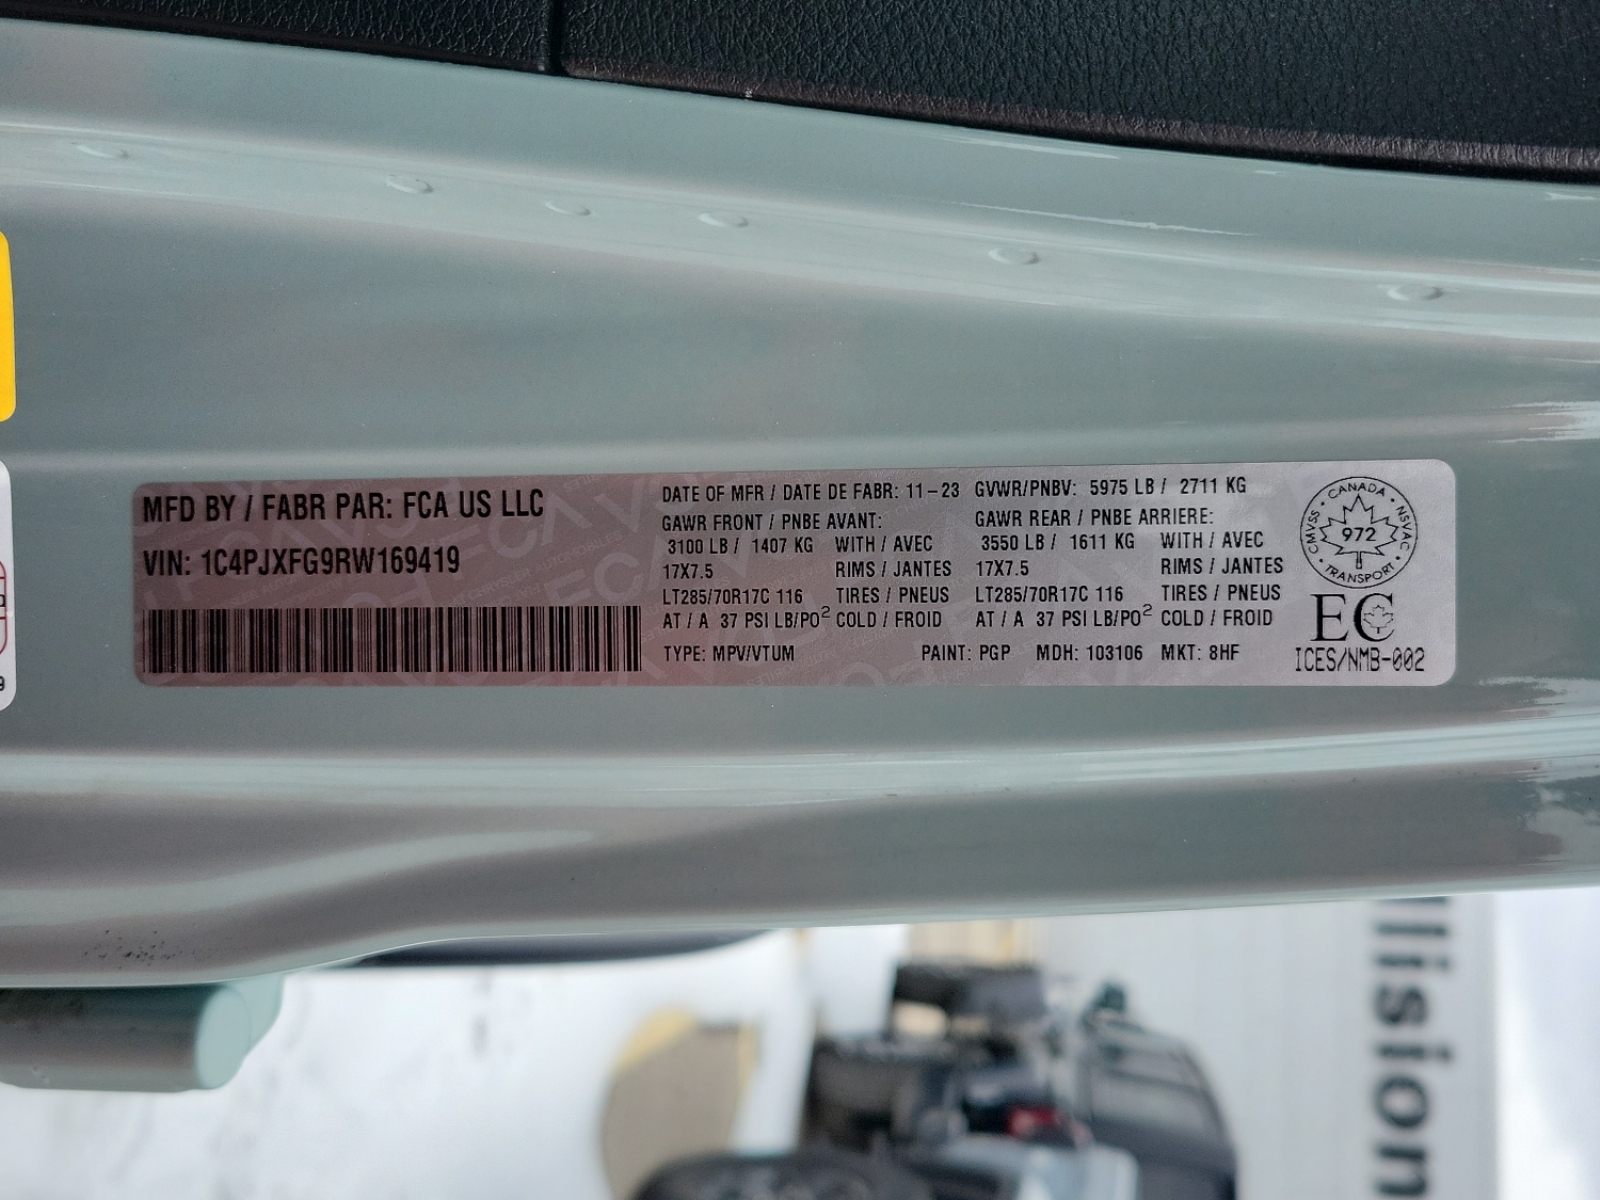 MFD BY / FABR PAR: FCA US LLC
VIN: 1C4PJXFG9RW169419
DATE OF MFR / DATE DE FABR: 11-23 GVWR/PNBV: 5975 LB / 2711 KG
GAWR FRONT / PNBE AVANT: GAWR REAR / PNBE ARRIERE:
3100 LB / 1407 KG WITH / AVEC 3550 LB / 1611 KG WITH / AVEC
17X7.5 RIMS / JANTES 17X7.5 RIMS / JANTES
LT285/70R17C 116 TIRES / PNEUS LT285/70R17C 116 TIRES / PNEUS
AT / A 37 PSI LB/PO² COLD / FROID AT / A 37 PSI LB/PO² COLD / FROID
TYPE: MPV/VTUM PAINT: PGP MDH: 103106 MKT: 8HF
CANADA
CMVSS · NSVAC
972
TRANSPORT
EC
ICES/NMB-002
llision
9